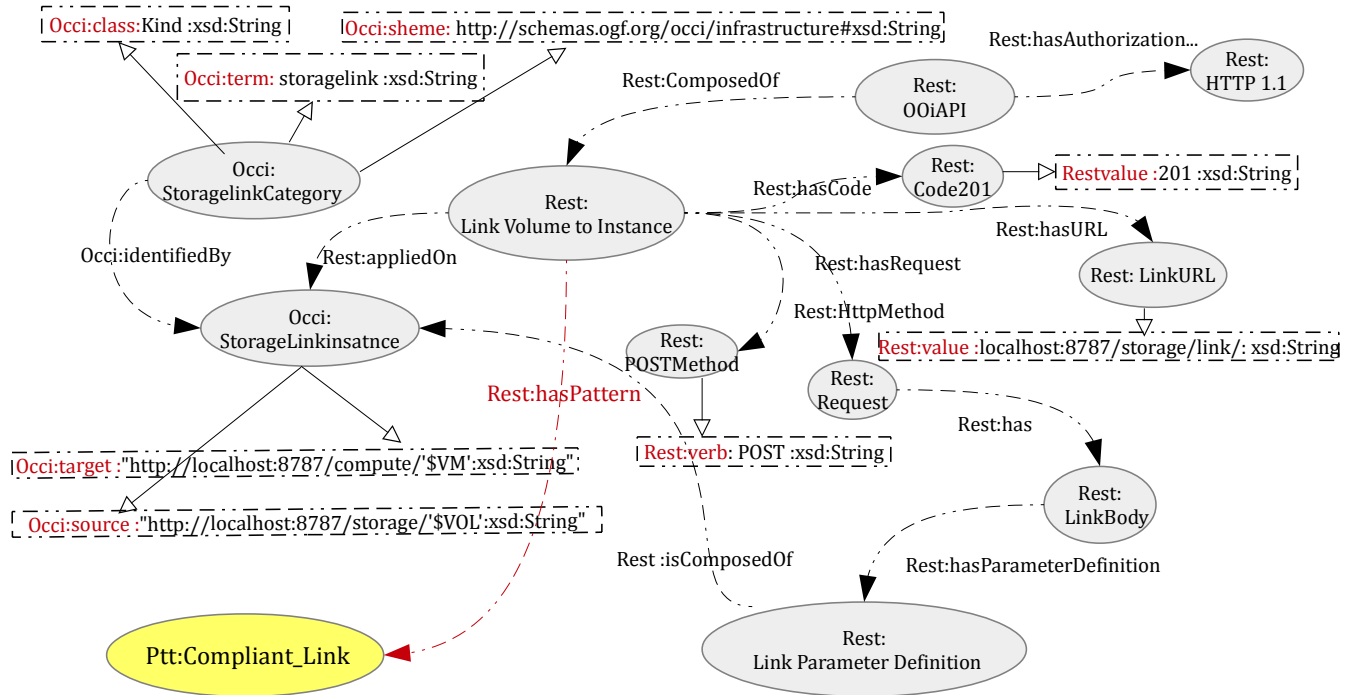 Occi:class:Kind :xsd:String
Occi:sheme: http://schemas.ogf.org/occi/infrastructure#xsd:String
Rest:hasAuthorization...
Occi:term: storagelink :xsd:String
Rest:ComposedOf
Rest:
OOiAPI
Rest:
HTTP 1.1
Occi:
StoragelinkCategory
Rest:
Link Volume to Instance
Rest:hasCode
Rest:
Code201
Restvalue :201 :xsd:String
Occi:identifiedBy
Rest:appliedOn
Rest:hasURL
Rest:hasRequest
Rest: LinkURL
Occi:
StorageLinkinsatnce
Rest:HttpMethod
Rest:
POSTMethod
Rest:value :localhost:8787/storage/link/: xsd:String
Rest:
Request
Rest:hasPattern
Rest:has
Rest:verb: POST :xsd:String
Occi:target :"http://localhost:8787/compute/'$VM':xsd:String"
Occi:source :"http://localhost:8787/storage/'$VOL':xsd:String"
Rest:
LinkBody
Rest :isComposedOf
Rest:hasParameterDefinition
Ptt:Compliant_Link
Rest:
Link Parameter Definition